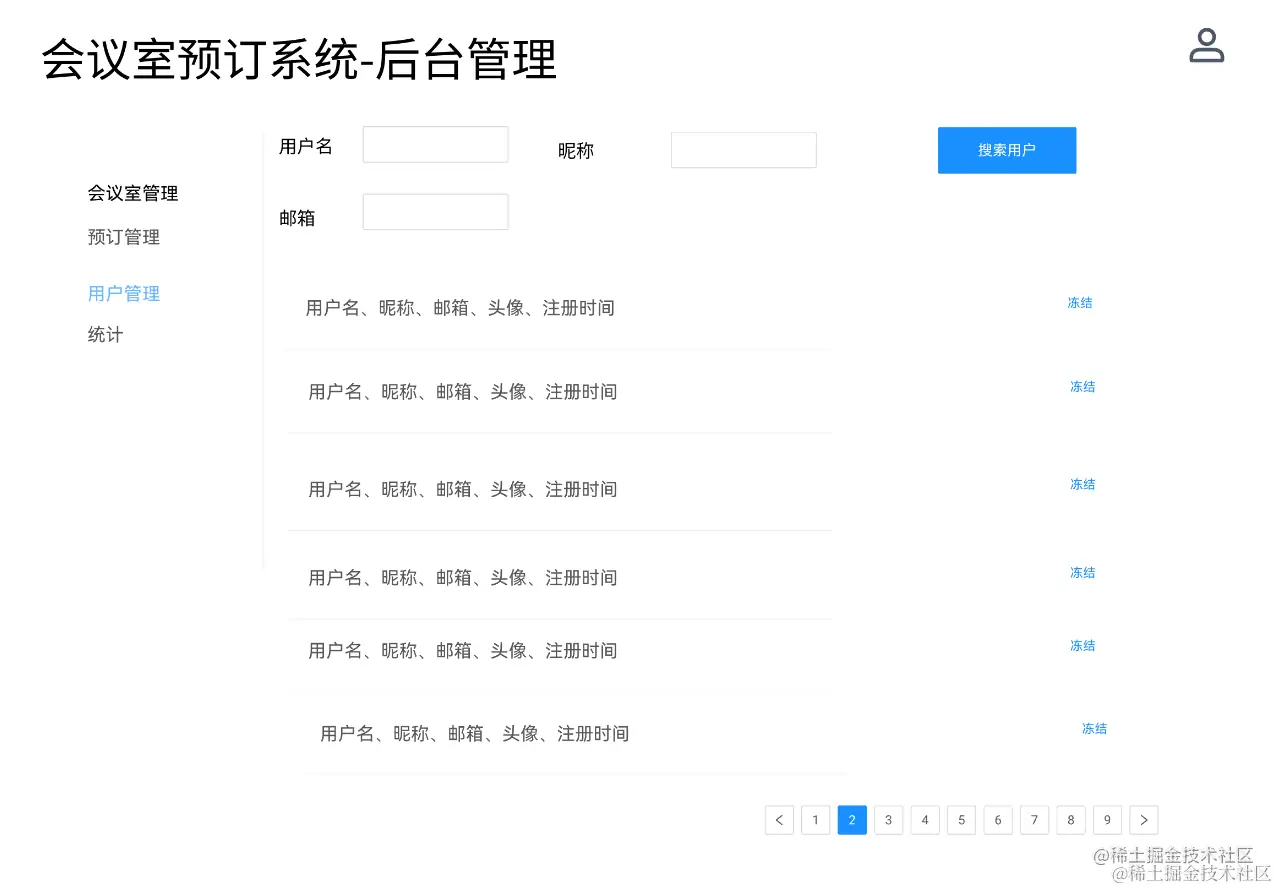 会议室预订系统-后台管理
用户名
昵称
搜索用户
邮箱
会议室管理
预订管理
用户管理
统计
用户名、昵称、邮箱、头像、注册时间 冻结
用户名、昵称、邮箱、头像、注册时间 冻结
用户名、昵称、邮箱、头像、注册时间 冻结
用户名、昵称、邮箱、头像、注册时间 冻结
用户名、昵称、邮箱、头像、注册时间 冻结
用户名、昵称、邮箱、头像、注册时间 冻结
< 1 2 3 4 5 6 7 8 9 >
@稀土掘金技术社区
@稀土掘金技术社区